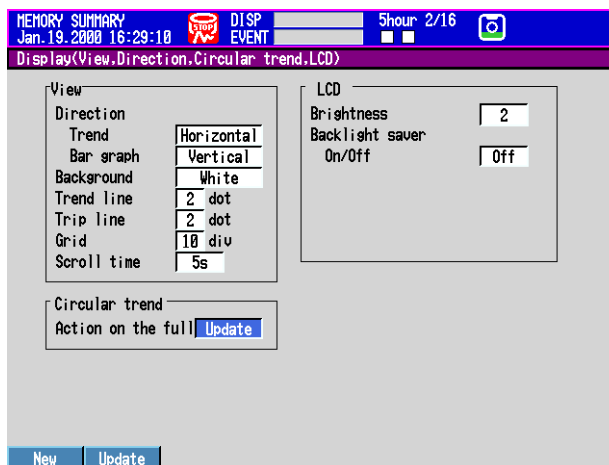 MEMORY SUMMARY
Jan.19.2000 16:29:10
STOP
DISP
EVENT
5hour 2/16
Display(View,Direction,Circular trend,LCD)
View
Direction
Trend Horizontal
Bar graph Vertical
Background White
Trend line 2 dot
Trip line 2 dot
Grid 10 div
Scroll time 5s
LCD
Brightness 2
Backlight saver
On/Off Off
Circular trend
Action on the full Update
New Update